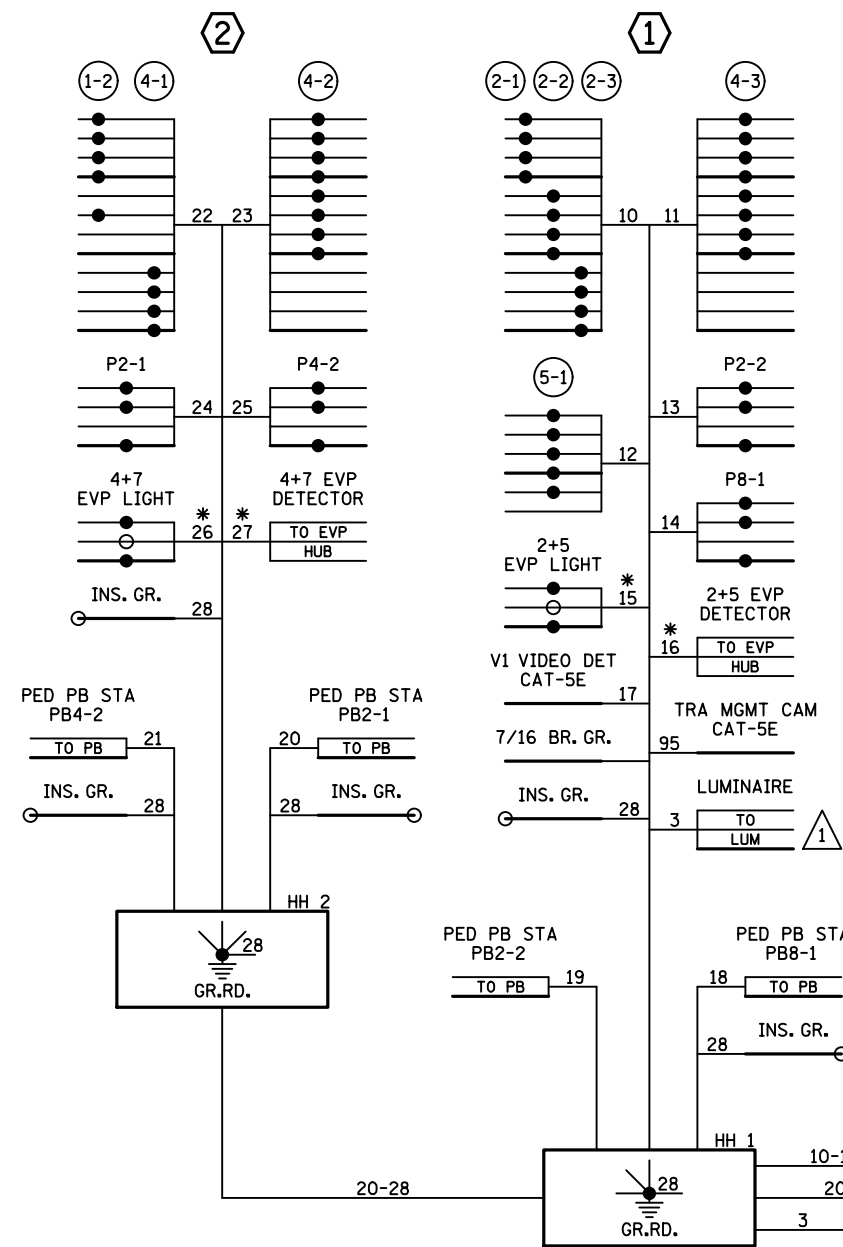 2
1-2 4-1 4-2
22 23
P2-1
P4-2
24 25
4+7
EVP LIGHT
4+7 EVP
DETECTOR
* *
26 27
TO EVP
HUB
INS. GR.
28
PED PB STA
PB4-2
PED PB STA
PB2-1
TO PB
21
20
TO PB
INS. GR.
28
28
INS. GR.
HH 2
28
GR.RD.
20-28
1
2-1 2-2 2-3 4-3
10 11
5-1
P2-2
13
12
P8-1
14
2+5
EVP LIGHT
*
15
2+5 EVP
DETECTOR
*
16
TO EVP
HUB
V1 VIDEO DET
CAT-5E
17
TRA MGMT CAM
CAT-5E
95
7/16 BR. GR.
INS. GR.
28
LUMINAIRE
3
TO
LUM
1
PED PB STA
PB2-2
PED PB STA
PB8-1
TO PB
19
18
TO PB
INS. GR.
28
HH 1
28
GR.RD.
10-1
20
3